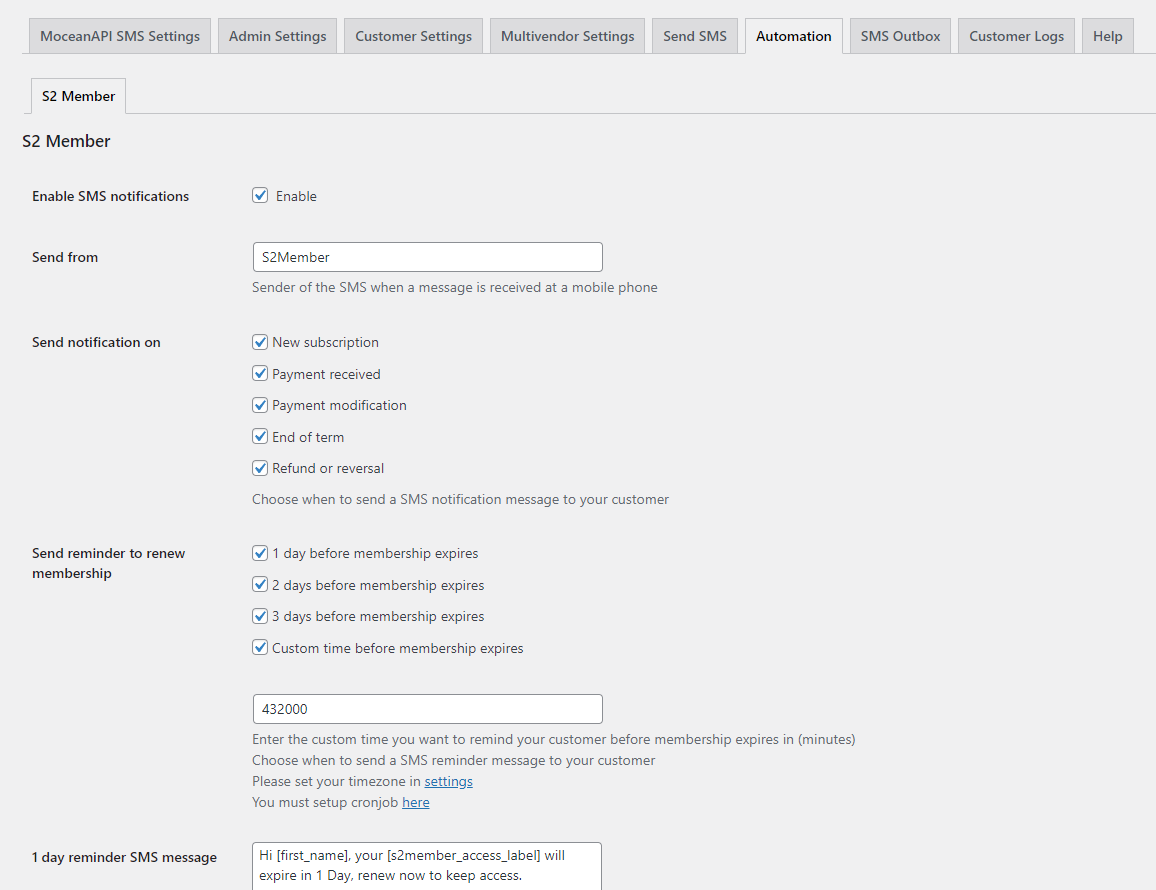 MoceanAPI SMS Settings Admin Settings Customer Settings Multivendor Settings Send SMS Automation SMS Outbox Customer Logs Help
S2 Member
S2 Member
Enable SMS notifications Enable
Send from S2Member
Sender of the SMS when a message is received at a mobile phone
Send notification on New subscription
Payment received
Payment modification
End of term
Refund or reversal
Choose when to send a SMS notification message to your customer
Send reminder to renew membership 1 day before membership expires
2 days before membership expires
3 days before membership expires
Custom time before membership expires
432000
Enter the custom time you want to remind your customer before membership expires in (minutes)
Choose when to send a SMS reminder message to your customer
Please set your timezone in settings
You must setup cronjob here
1 day reminder SMS message Hi [first_name], your [s2member_access_label] will
expire in 1 Day, renew now to keep access.